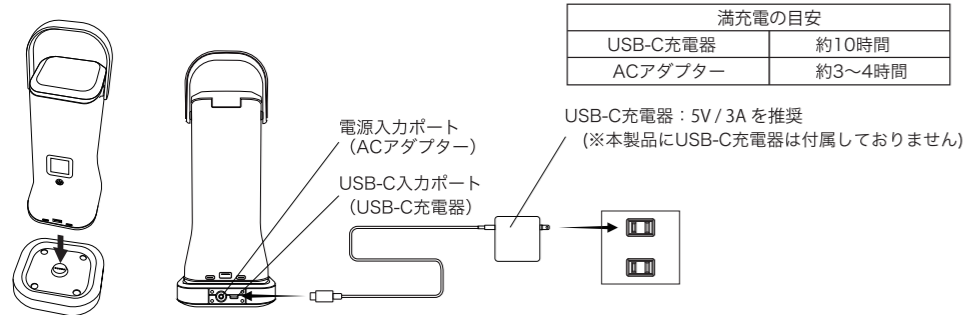 満充電の目安
USB-C充電器 約10時間
ACアダプター 約3〜4時間
USB-C充電器：5V / 3A を推奨
(※本製品にUSB-C充電器は付属しておりません)
電源入力ポート
（ACアダプター）
USB-C入力ポート
（USB-C充電器）